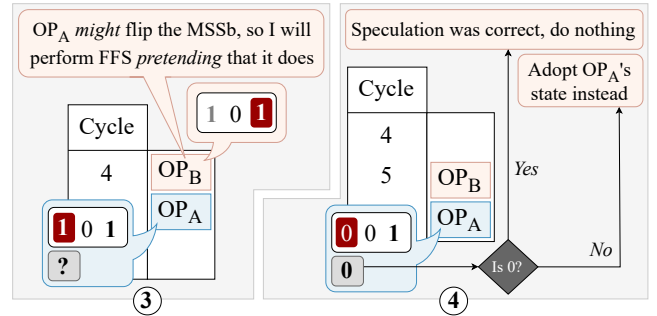 OPA might flip the MSSb, so I will
perform FFS pretending that it does
1 0 1
Cycle
4
OPB
OPA
1 0 1
?
3
Speculation was correct, do nothing
Adopt OPA's
state instead
Cycle
4
5
OPB
OPA
Yes
No
0 0 1
0
Is 0?
4